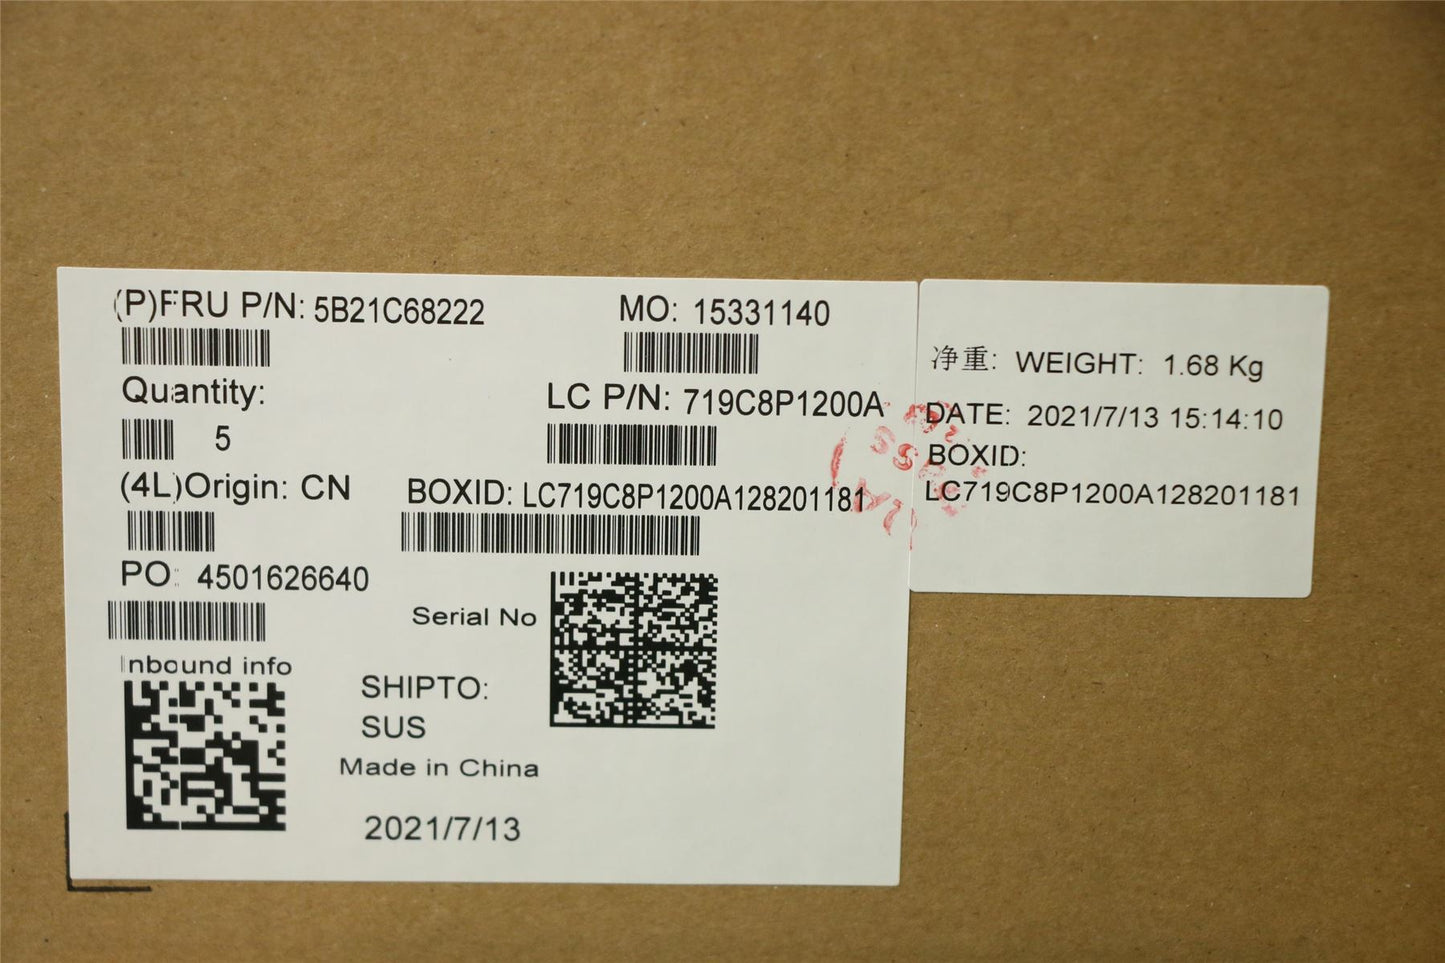 (P)FRU P/N: 5B21C68222
MO: 15331140
Quantity:
5
LC P/N: 719C8P1200A
(4L)Origin: CN
BOXID: LC719C8P1200A128201181
PO: 4501626640
Serial No
Inbound info
SHIPTO:
SUS
Made in China
2021/7/13
净重: WEIGHT: 1.68 Kg
DATE: 2021/7/13 15:14:10
BOXID:
LC719C8P1200A128201181